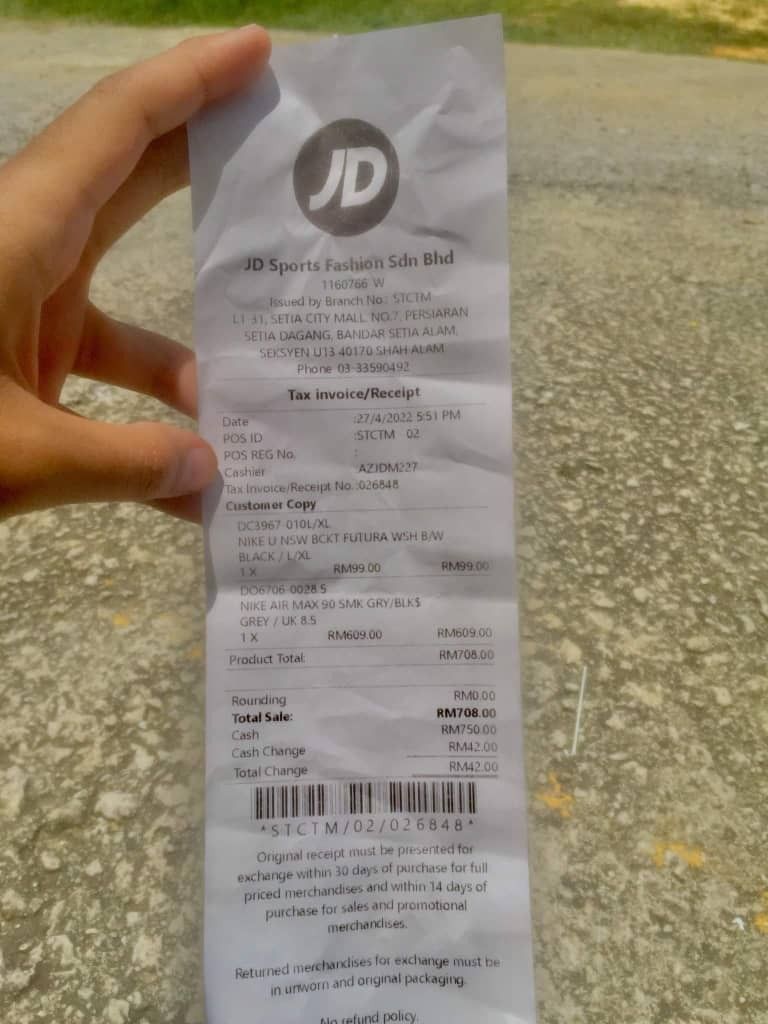 JD
JD Sports Fashion Sdn Bhd
1160766 W
Issued by Branch No : STCTM
L1-31, SETIA CITY MALL NO.7, PERSIARAN
SETIA DAGANG, BANDAR SETIA ALAM,
SEKSYEN U13 40170 SHAH ALAM
Phone 03-33590492
Tax invoice/Receipt
Date :27/4/2022 5:51 PM
POS ID :STCTM 02
POS REG No. :
Cashier :AZJDM227
Tax Invoice/Receipt No.:026848
Customer Copy
DC3967-010L/XL
NIKE U NSW BCKT FUTURA WSH B/W
BLACK / L/XL
1 X RM99.00 RM99.00
DO6706-0028.5
NIKE AIR MAX 90 SMK GRY/BLK$
GREY / UK 8.5
1 X RM609.00 RM609.00
Product Total: RM708.00
Rounding RM0.00
Total Sale: RM708.00
Cash RM750.00
Cash Change RM42.00
Total Change RM42.00
*STCTM/02/026848*
Original receipt must be presented for
exchange within 30 days of purchase for full
priced merchandises and within 14 days of
purchase for sales and promotional
merchandises.
Returned merchandises for exchange must be
in unworn and original packaging.
No refund policy.